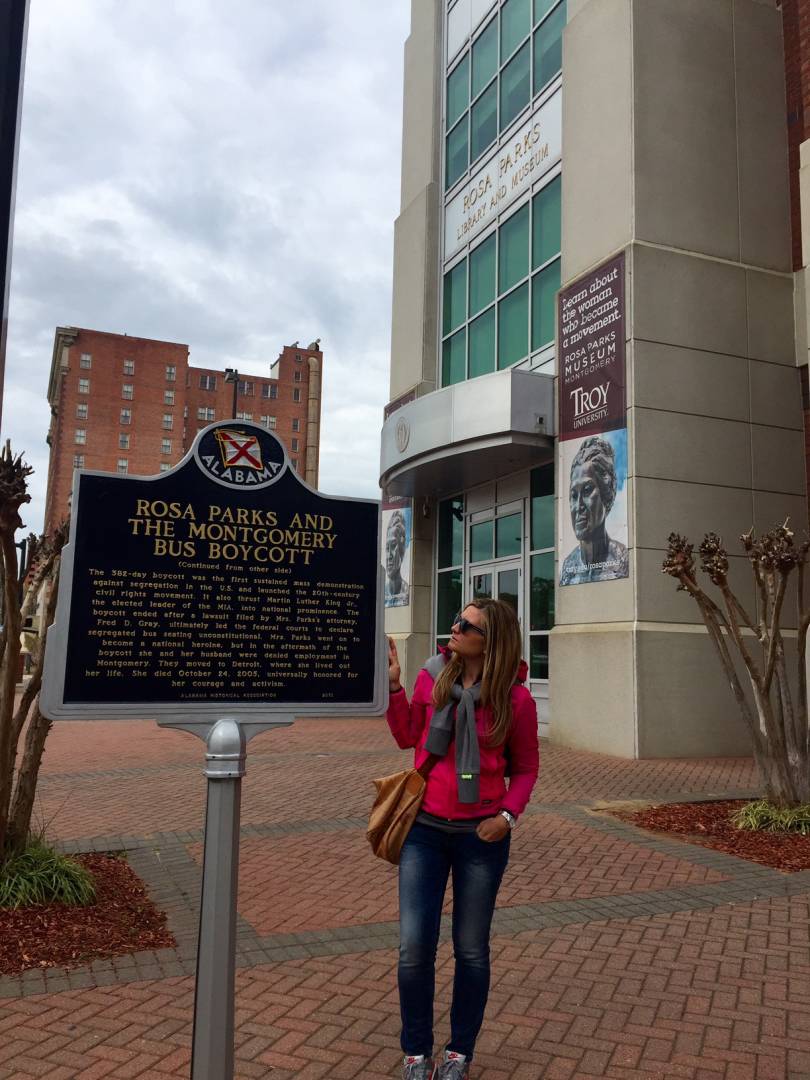 ROSA PARKS
LIBRARY AND MUSEUM
Learn about
the woman
who became
a movement.
ROSA PARKS
MUSEUM
MONTGOMERY
TROY
UNIVERSITY
troy.edu/rosaparks
ALABAMA
ROSA PARKS AND
THE MONTGOMERY
BUS BOYCOTT
(Continued from other side)
The 382-day boycott was the first sustained mass demonstration
against segregation in the U.S. and launched the 20th-century
civil rights movement. It also thrust Martin Luther King Jr.,
the elected leader of the MIA, into national prominence. The
boycott ended after a lawsuit filed by Mrs. Parks's attorney,
Fred D. Gray, ultimately led the federal courts to declare
segregated bus seating unconstitutional. Mrs. Parks went on to
become a national heroine, but in the aftermath of the
boycott she and her husband were denied employment in
Montgomery. They moved to Detroit, where she lived out
her life. She died October 24, 2005, universally honored for
her courage and activism.
ALABAMA HISTORICAL ASSOCIATION